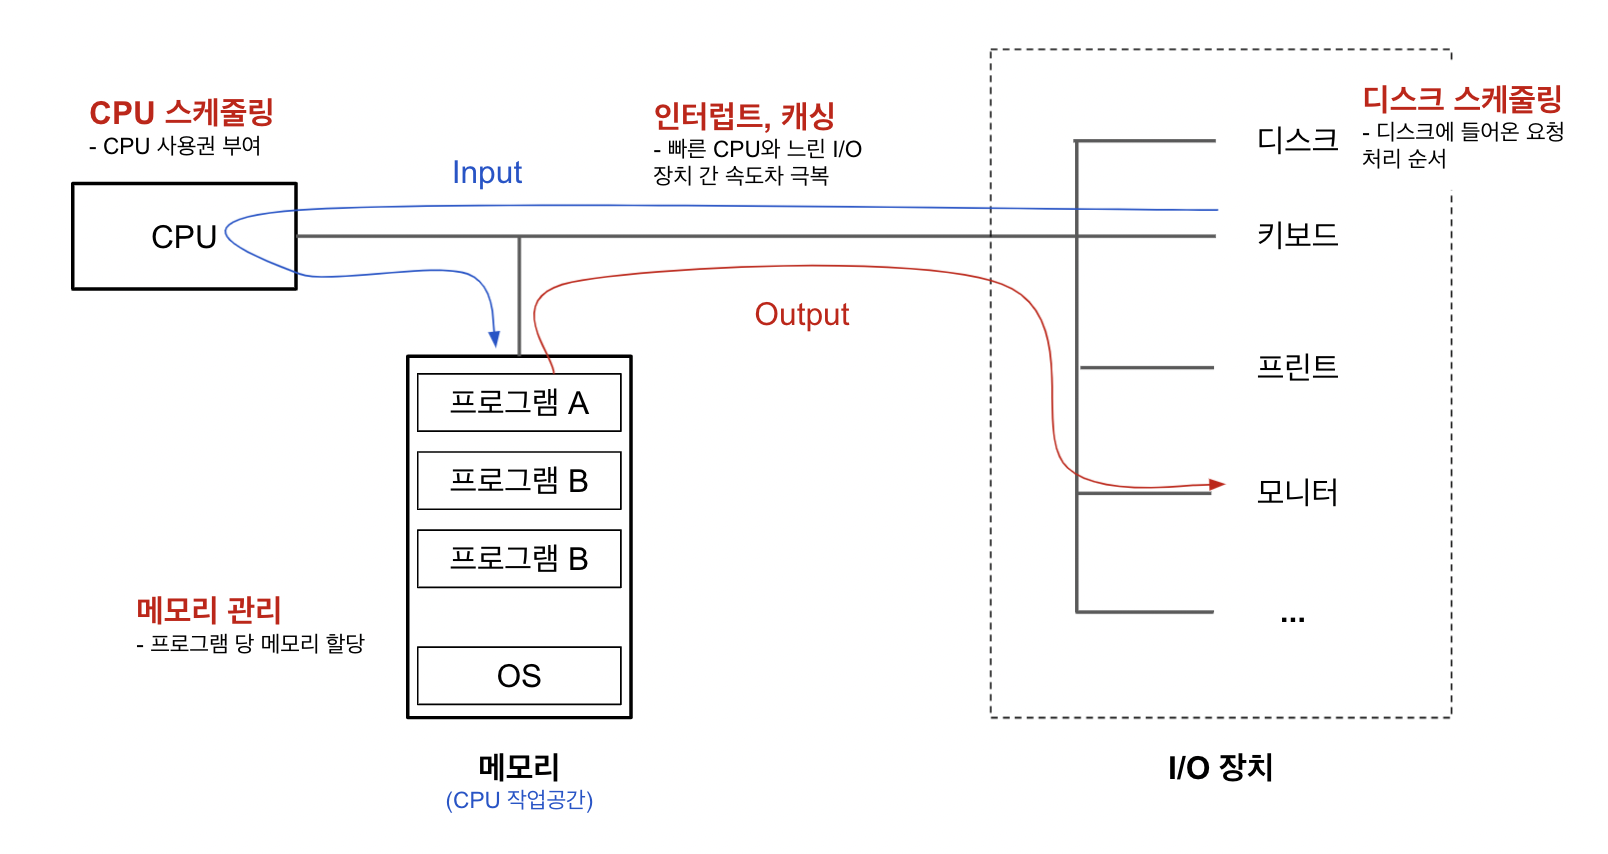 CPU 스케줄링
- CPU 사용권 부여
CPU
Input
인터럽트, 캐싱
- 빠른 CPU와 느린 I/O
장치 간 속도차 극복
Output
디스크 스케줄링
- 디스크에 들어온 요청
처리 순서
디스크
키보드
프린트
모니터
...
I/O 장치
프로그램 A
프로그램 B
프로그램 B
OS
메모리 관리
- 프로그램 당 메모리 할당
메모리
(CPU 작업공간)